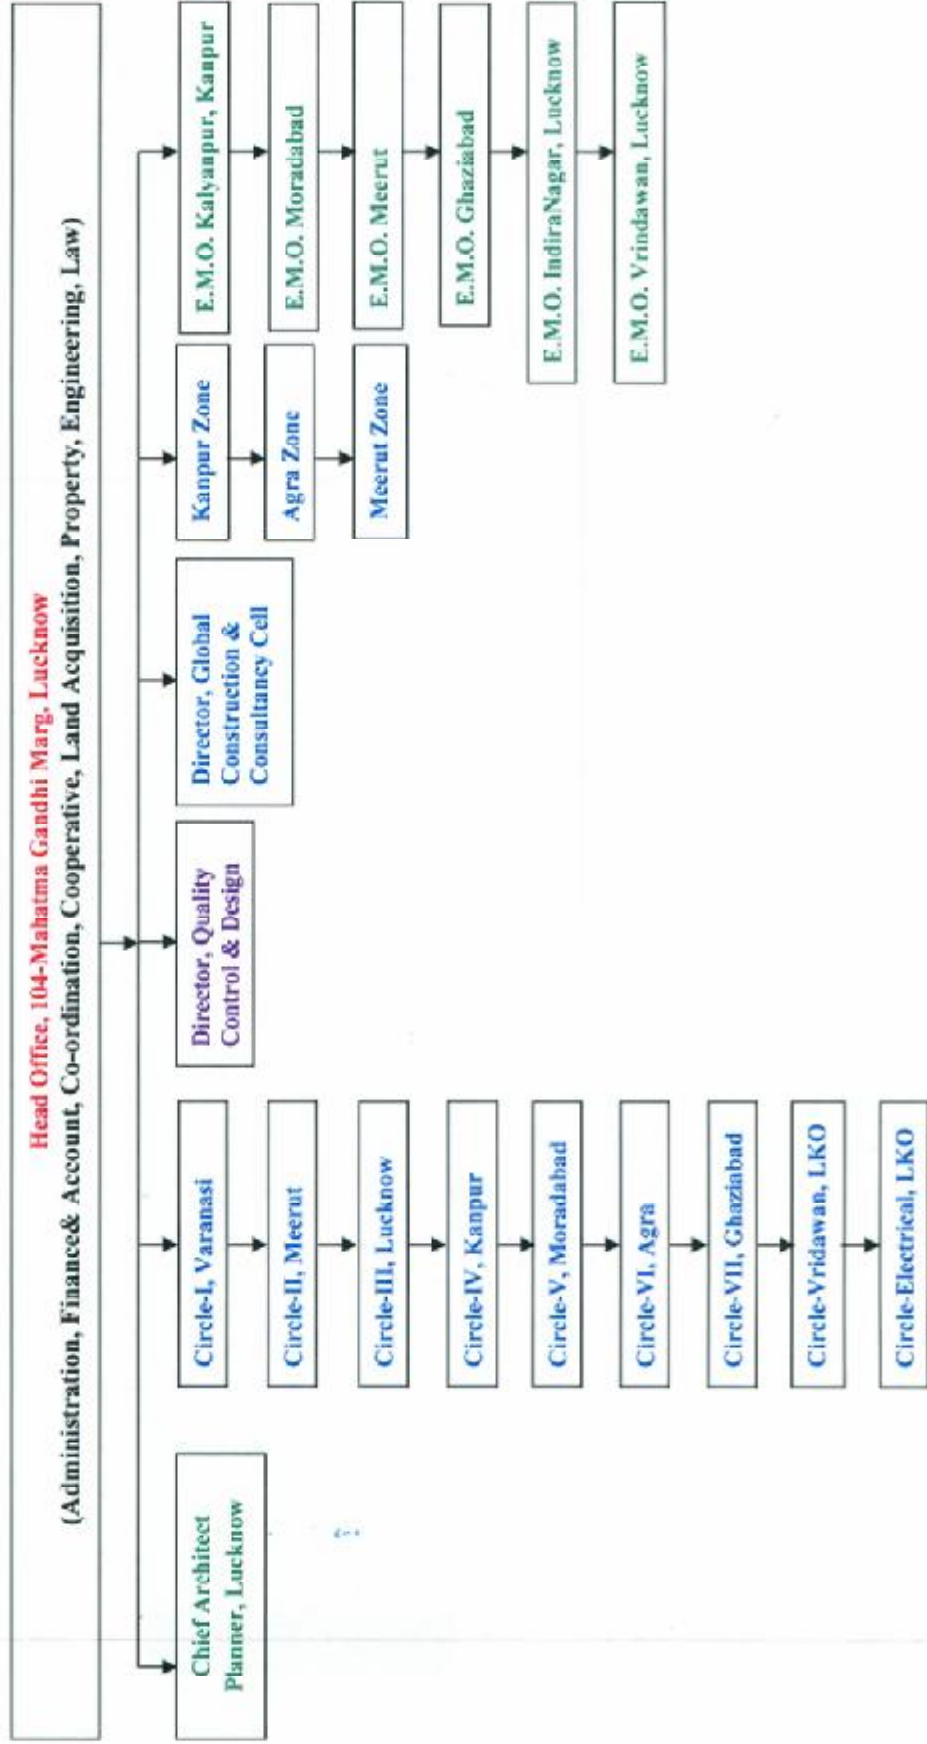 Head Office, 104-Mahatma Gandhi Marg, Lucknow
(Administration, Finance& Account, Co-ordination, Cooperative, Land Acquisition, Property, Engineering, Law)
Chief Architect
Planner, Lucknow
Circle-I, Varanasi
Circle-II, Meerut
Circle-III, Lucknow
Circle-IV, Kanpur
Circle-V, Moradabad
Circle-VI, Agra
Circle-VII, Ghaziabad
Circle-Vridawan, LKO
Circle-Electrical, LKO
Director, Quality
Control & Design
Director, Global
Construction &
Consultancy Cell
Kanpur Zone
Agra Zone
Meerut Zone
E.M.O. Kalyanpur, Kanpur
E.M.O. Moradabad
E.M.O. Meerut
E.M.O. Ghaziabad
E.M.O. IndiraNagar, Lucknow
E.M.O. Vrindawan, Lucknow